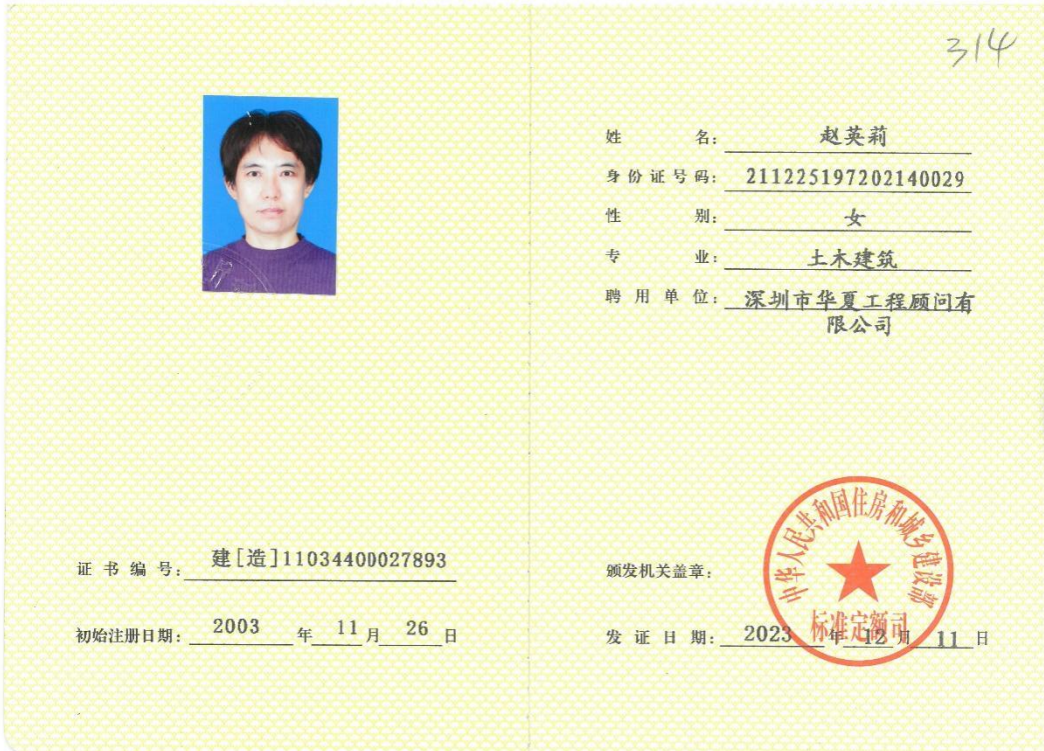 314
姓名：赵英莉
身份证号码：211225197202140029
性别：女
专业：土木建筑
聘用单位：深圳市华夏工程顾问有
限公司
证书编号：建[造]11034400027893
初始注册日期：2003年11月26日
颁发机关盖章：
中华人民共和国住房和城乡建设部
标准定额司
发证日期：2023年12月11日